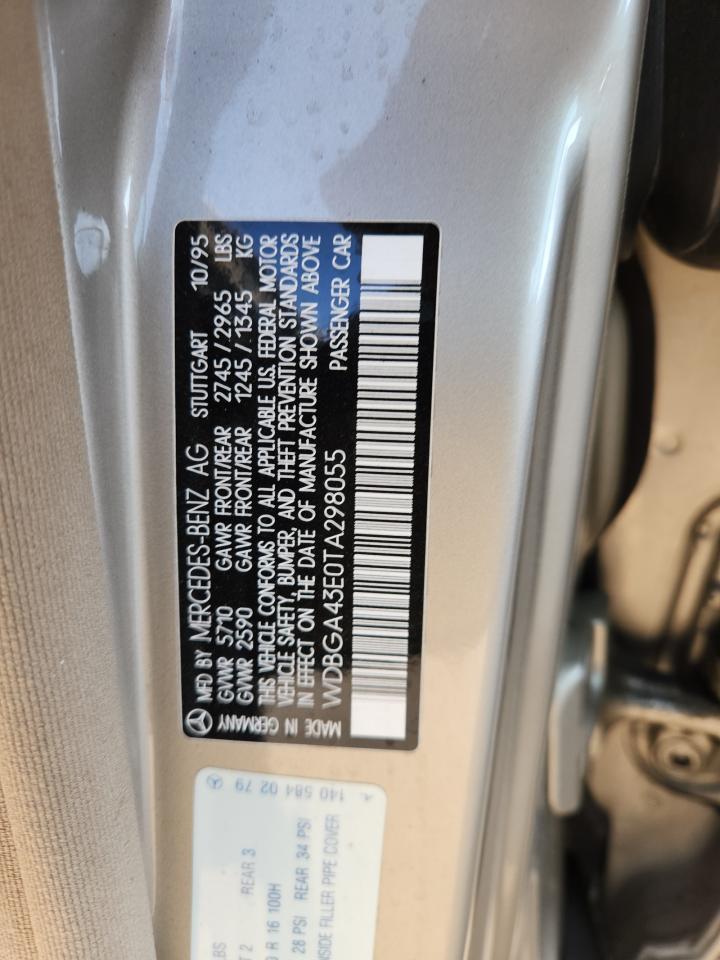 MFD BY MERCEDES-BENZ AG STUTTGART 10/95
GVWR 5710 GAWR FRONT/REAR 2745/2965 LBS
GVWR 2590 GAWR FRONT/REAR 1245/1345 KG
THIS VEHICLE CONFORMS TO ALL APPLICABLE U.S. FEDERAL MOTOR
VEHICLE SAFETY, BUMPER, AND THEFT PREVENTION STANDARDS
IN EFFECT ON THE DATE OF MANUFACTURE SHOWN ABOVE
WDBGA43E0TA298055 PASSENGER CAR
MADE IN GERMANY
LBS
T 2 REAR 3
R 16 100H
28 PSI REAR 34 PSI
INSIDE FILLER PIPE COVER
140 584 02 79